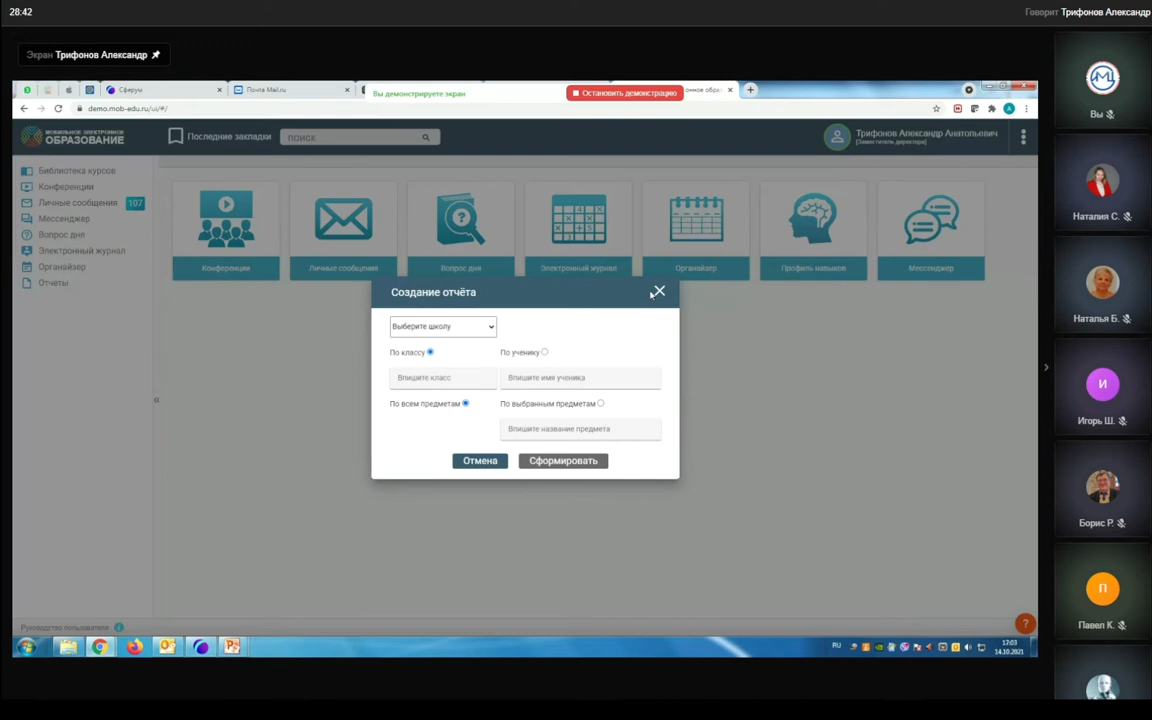 28:42
Говорит Трифонов Александр
Экран Трифонов Александр
Сферум
Почта Mail.ru
Вы демонстрируете экран
Остановить демонстрацию
ное образ
demo.mob-edu.ru/ui/#/
МОБИЛЬНОЕ ЭЛЕКТРОННОЕ
ОБРАЗОВАНИЕ
Последние закладки
поиск
Трифонов Александр Анатольевич
[Заместитель директора]
Библиотека курсов
Конференции
Личные сообщения 107
Мессенджер
Вопрос дня
Электронный журнал
Органайзер
Отчеты
Конференции
Личные сообщения
Вопрос дня
Электронный журнал
Органайзер
Профиль навыков
Мессенджер
Создание отчёта
Выберите школу
По классу
По ученику
Впишите класс
Впишите имя ученика
По всем предметам
По выбранным предметам
Впишите название предмета
Отмена
Сформировать
Руководство пользователя
?
RU
17:03
14.10.2021
Вы
Наталия С.
Наталья Б.
И
Игорь Ш.
Борис Р.
П
Павел К.